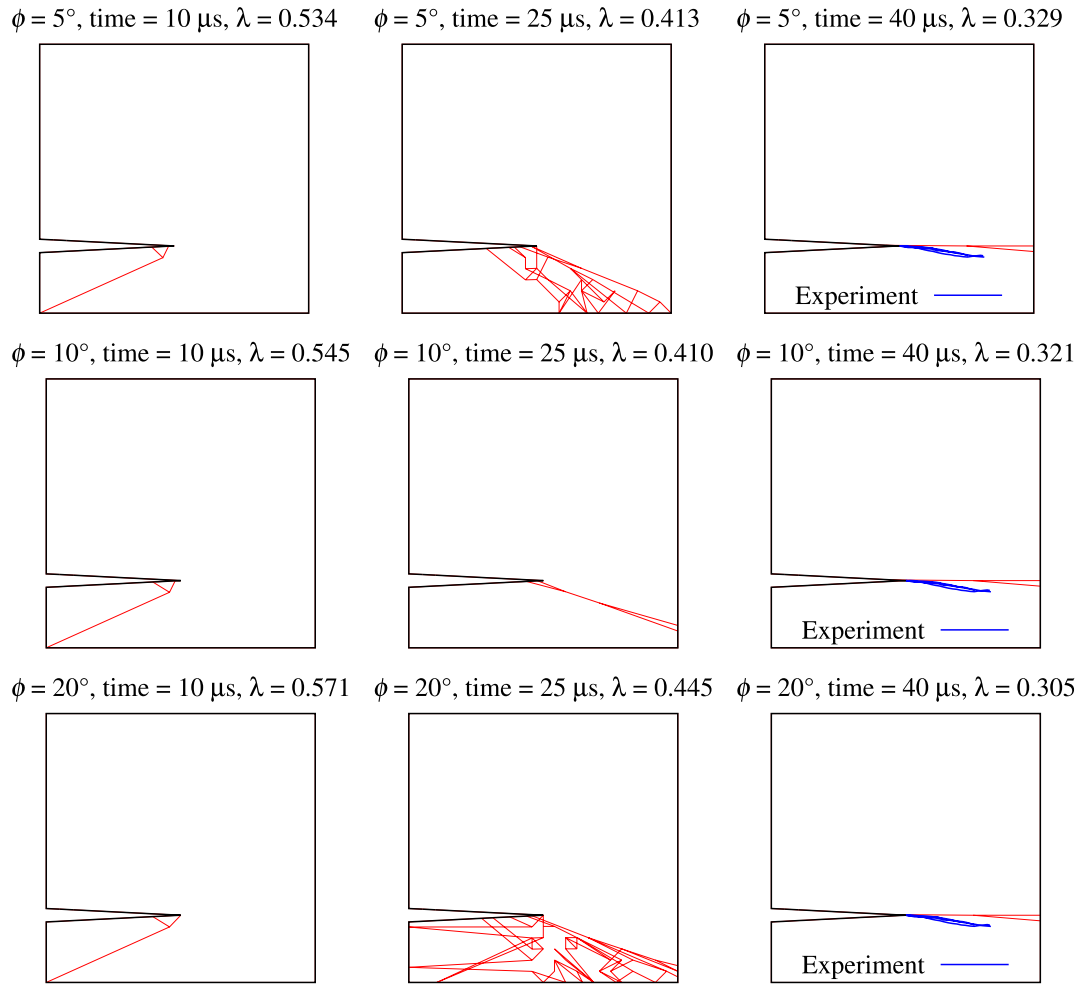 ϕ = 5°, time = 10 μs, λ = 0.534
ϕ = 5°, time = 25 μs, λ = 0.413
ϕ = 5°, time = 40 μs, λ = 0.329
Experiment
ϕ = 10°, time = 10 μs, λ = 0.545
ϕ = 10°, time = 25 μs, λ = 0.410
ϕ = 10°, time = 40 μs, λ = 0.321
Experiment
ϕ = 20°, time = 10 μs, λ = 0.571
ϕ = 20°, time = 25 μs, λ = 0.445
ϕ = 20°, time = 40 μs, λ = 0.305
Experiment